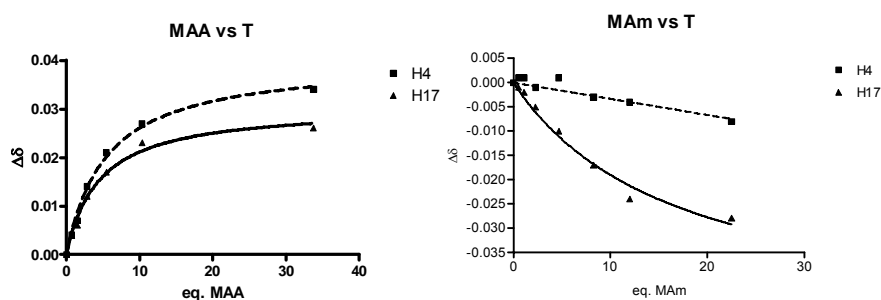 MAA vs T
0.04
0.03
0.02
0.01
0.00
0 10 20 30 40
Δδ
eq. MAA
H4
H17
MAm vs T
0.005
0.000
-0.005
-0.010
-0.015
-0.020
-0.025
-0.030
-0.035
0 10 20 30
Δδ
eq. MAm
H4
H17